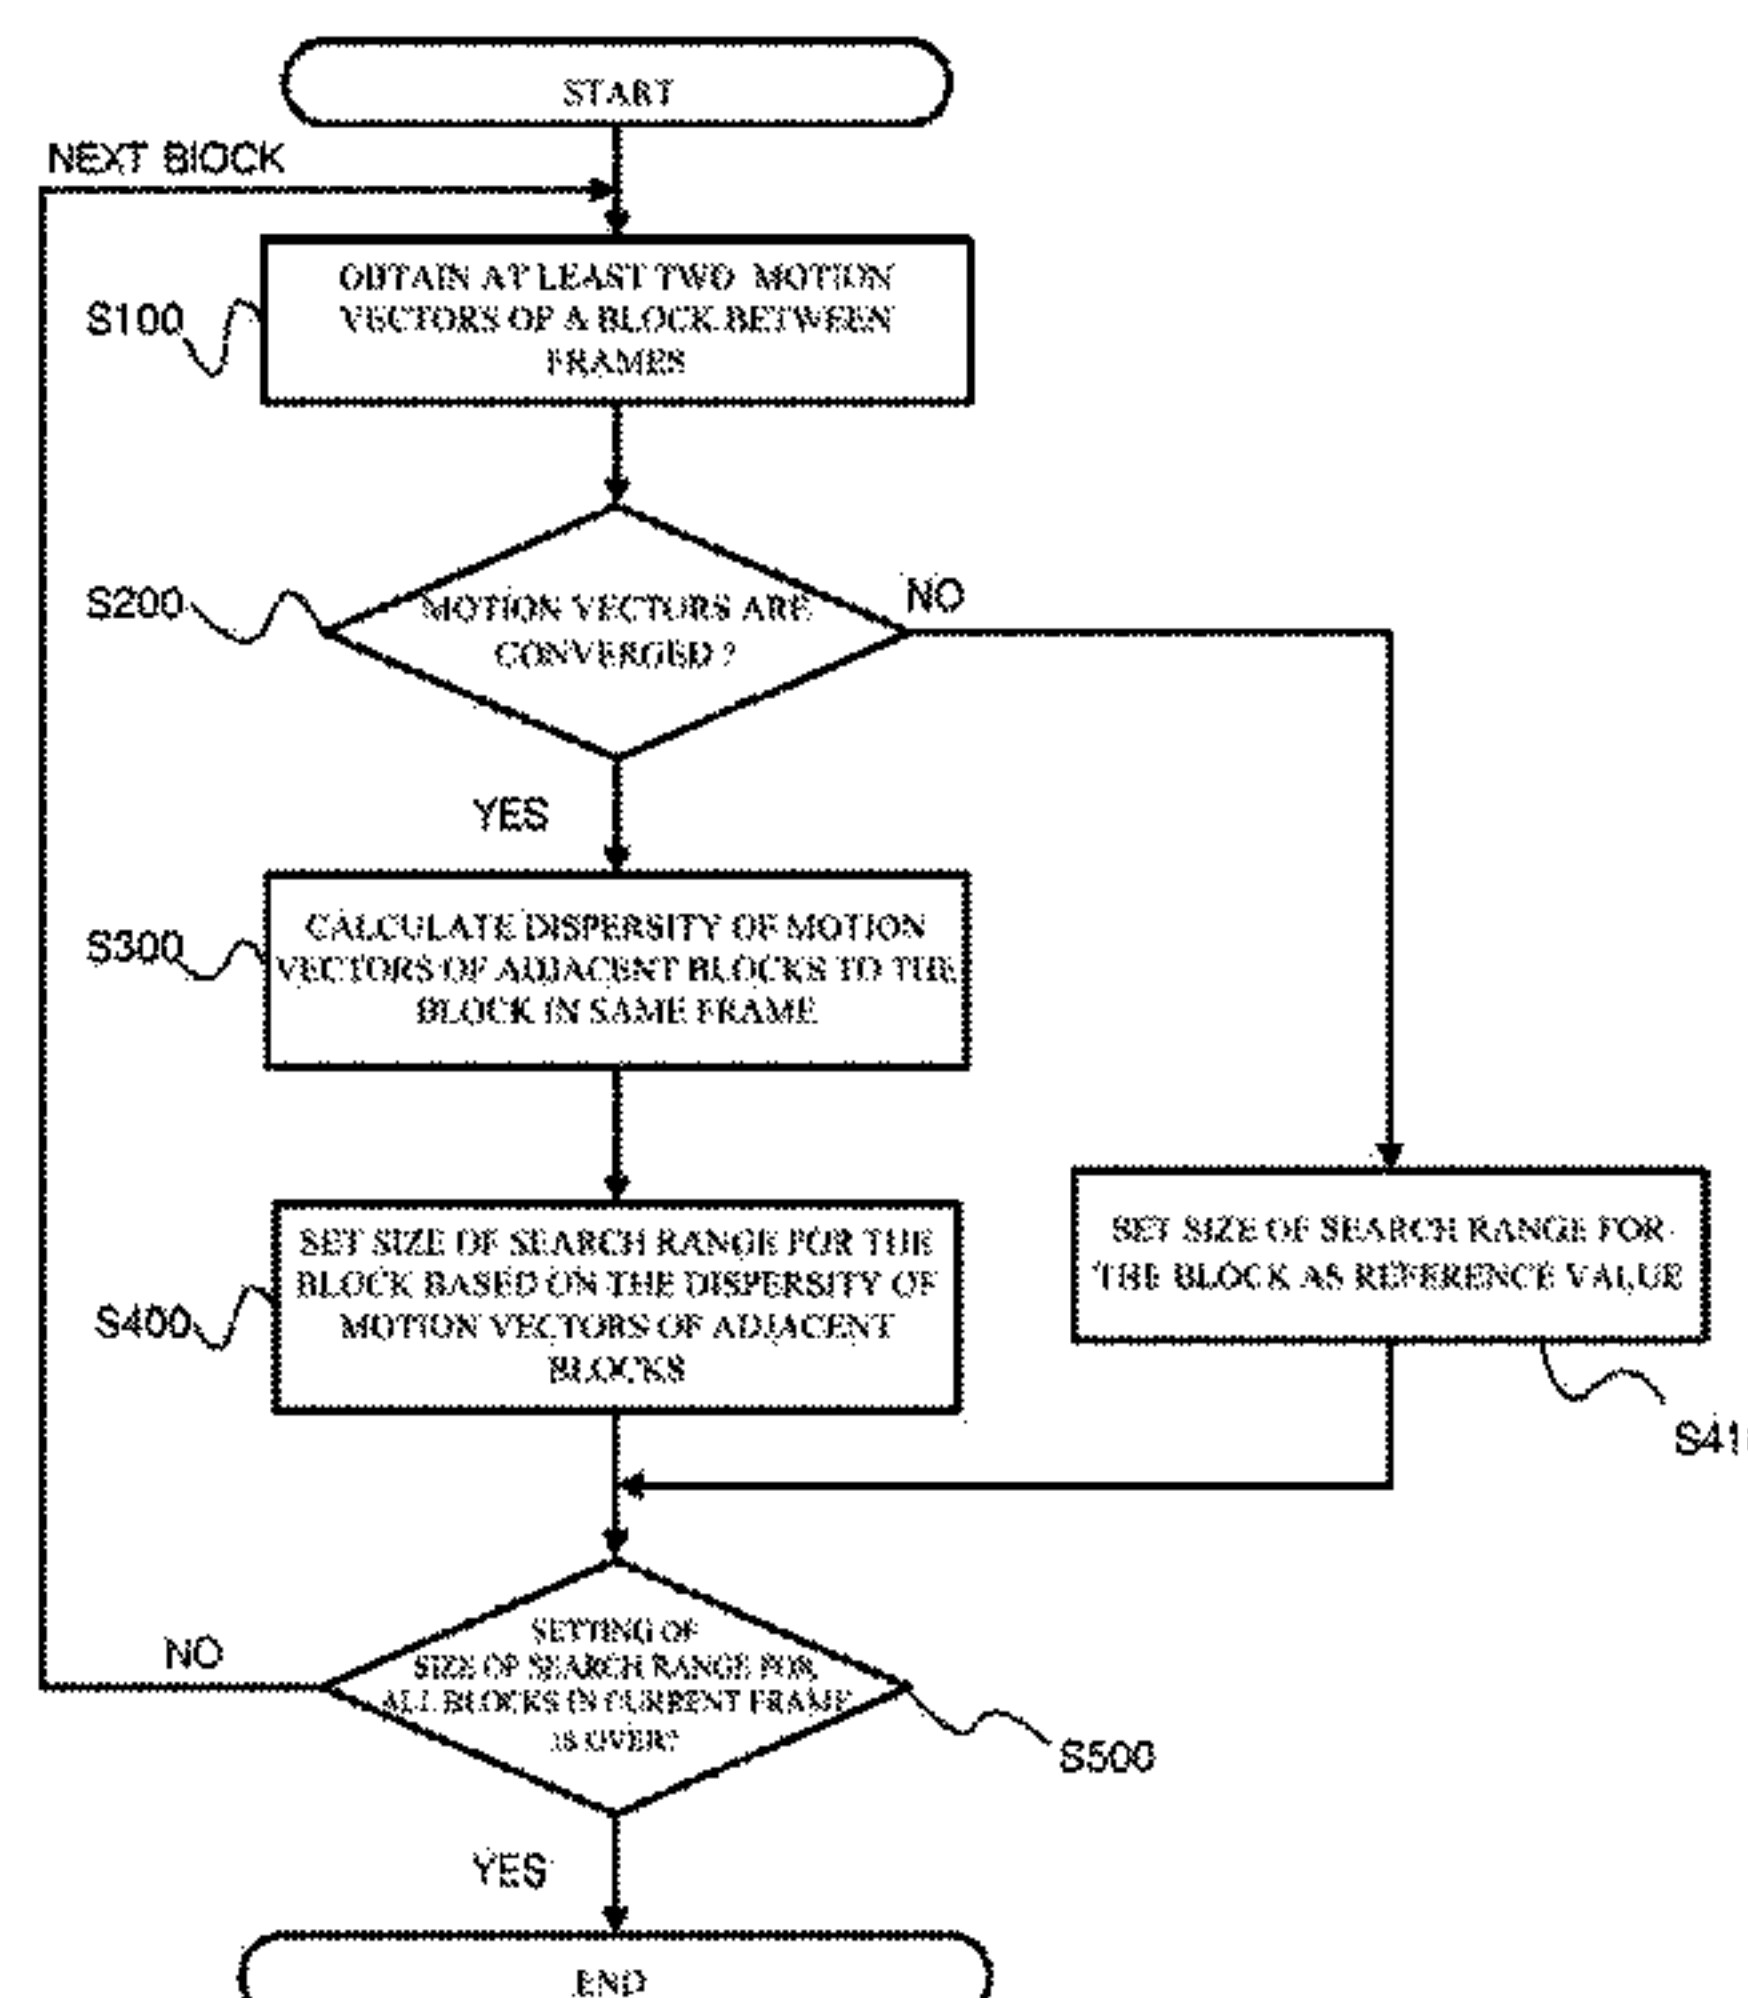 START
NEXT BlOCK
OBTAIN AT LEAST TWO MOTION
VECTORS OF A BLOCK BETWEEN
FRAMES
S100
MOTION VECTORS ARE
CONVERGED ?
S200
NO
YES
CALCULATE DISPERSITY OF MOTION
VECTORS OF ADJACENT BLOCKS TO THE
BLOCK IN SAME FRAME
S300
SET SIZE OF SEARCH RANGE FOR THE
BLOCK BASED ON THE DISPERSITY OF
MOTION VECTORS OF ADJACENT
BLOCKS
S400
SET SIZE OF SEARCH RANGE FOR
THE BLOCK AS REFERENCE VALUE
SETTING OF
SIZE OF SEARCH RANGE FOR
ALL BLOCKS IN CURRENT FRAME
IS OVER?
NO
S500
YES
END